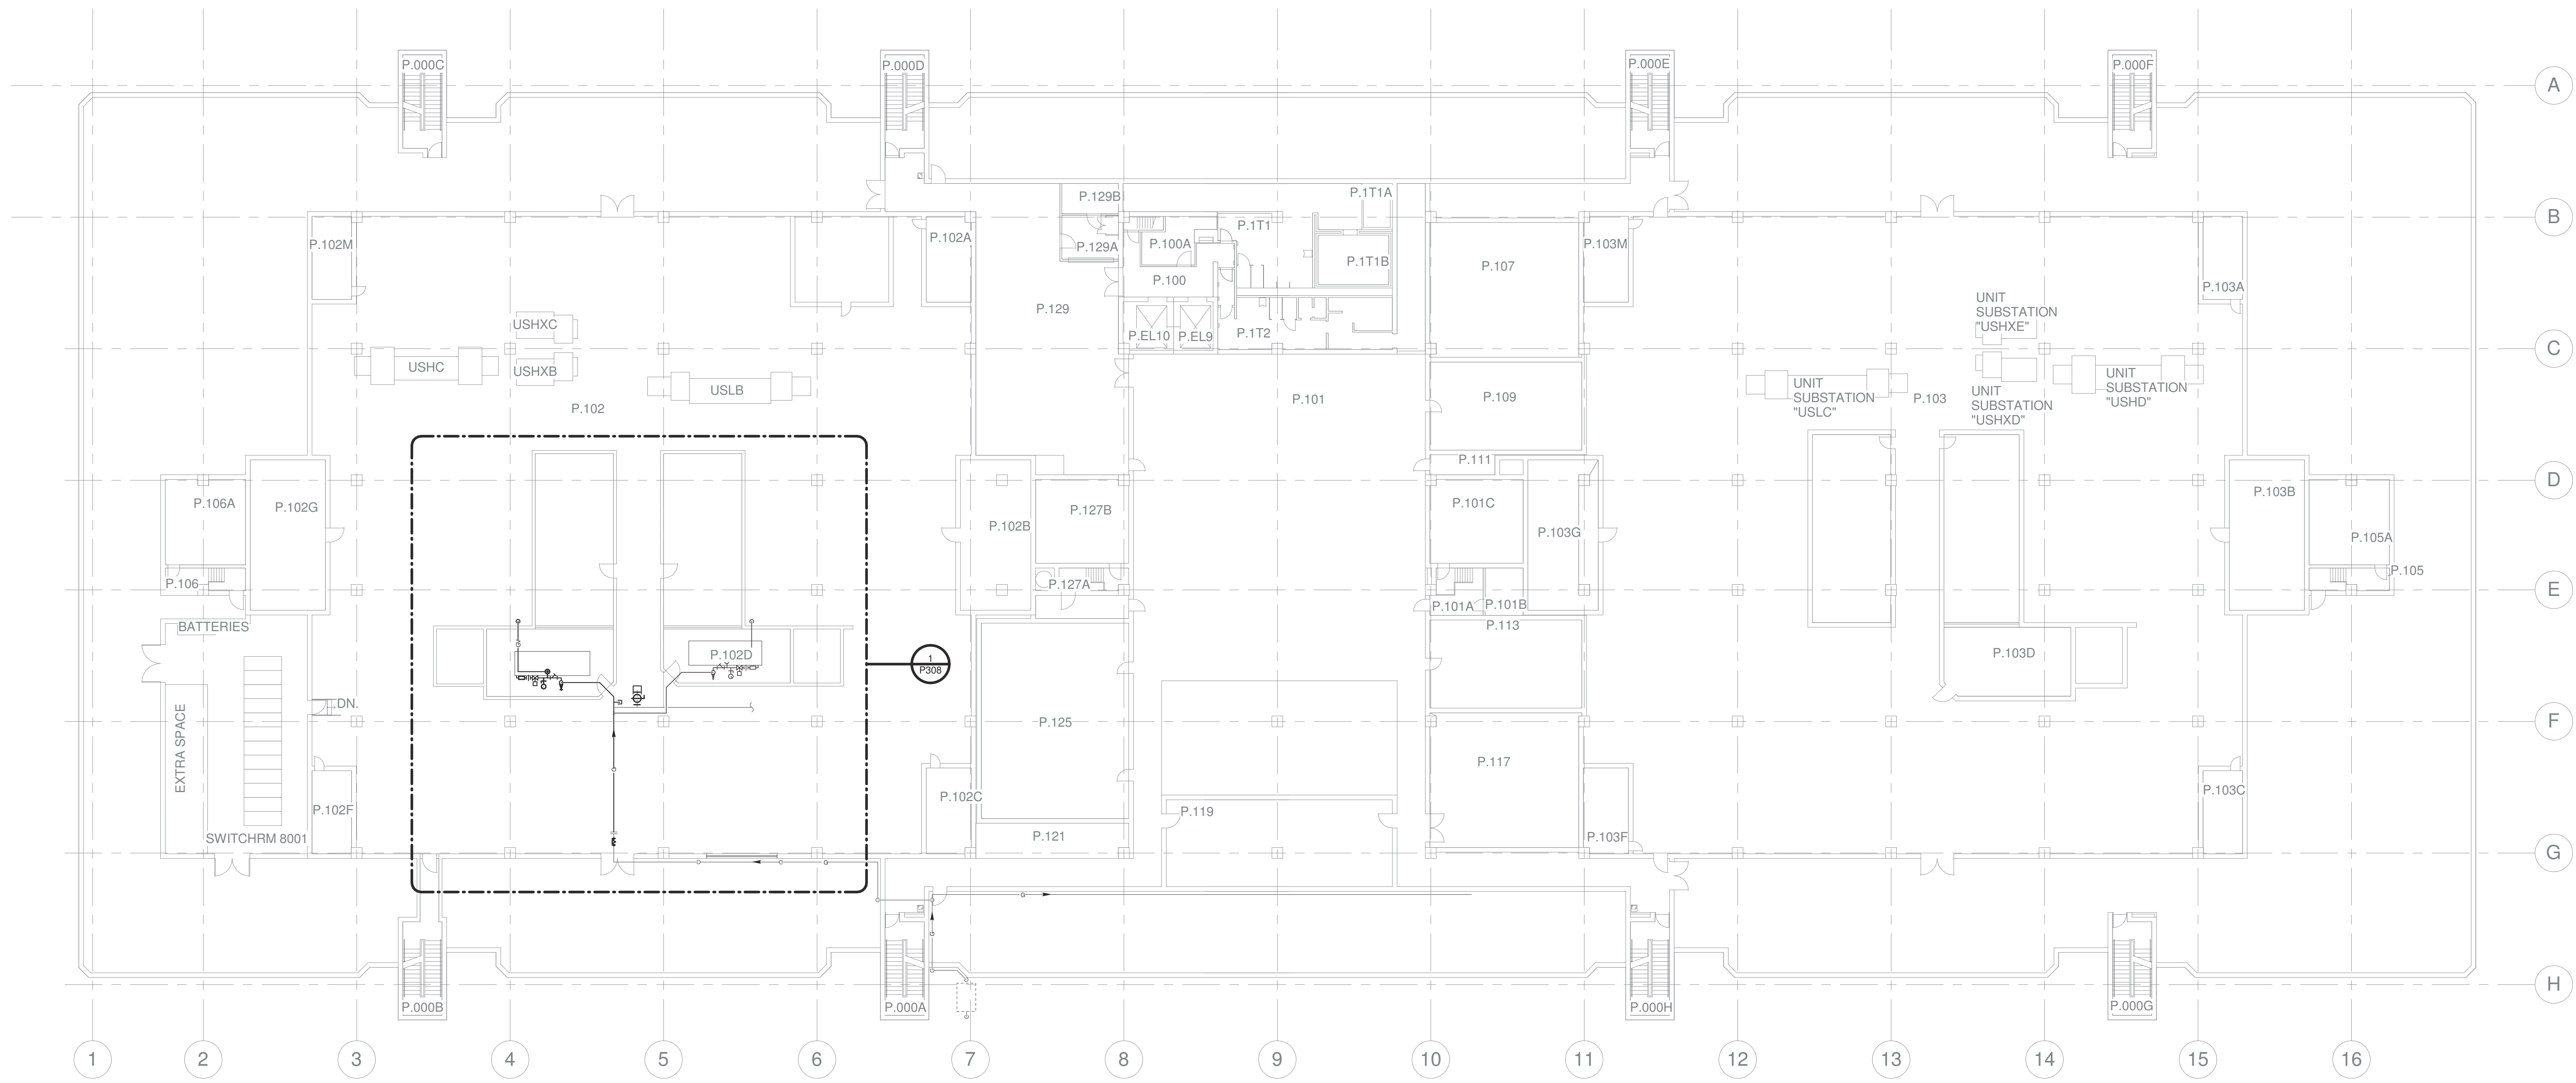 P.000C
P.000D
P.000E
P.000F
A
P.129B
P.1T1A
B
P.102M
P.102A
P.129A
P.100A
P.1T1
P.1T1B
P.107
P.103M
P.100
P.129
P.103A
UNIT
SUBSTATION
"USHXE"
USHXC
P.EL10
P.EL9
P.1T2
C
USHC
USHXB
USLB
P.102
P.101
P.109
UNIT
SUBSTATION
"USLC"
P.103
UNIT
SUBSTATION
"USHXD"
UNIT
SUBSTATION
"USHD"
P.111
D
P.106A
P.102G
P.102B
P.127B
P.101C
P.103G
P.103B
P.105A
P.106
P.127A
P.105
E
P.101A
P.101B
BATTERIES
P.113
P.102D
1
P308
P.103D
G
G
DN.
F
EXTRA SPACE
P.125
P.117
P.102F
P.102C
P.119
P.103C
SWITCHRM 8001
P.121
P.103F
G
G
G
G
P.000B
P.000A
P.000H
P.000G
H
1
2
3
4
5
6
7
8
9
10
11
12
13
14
15
16